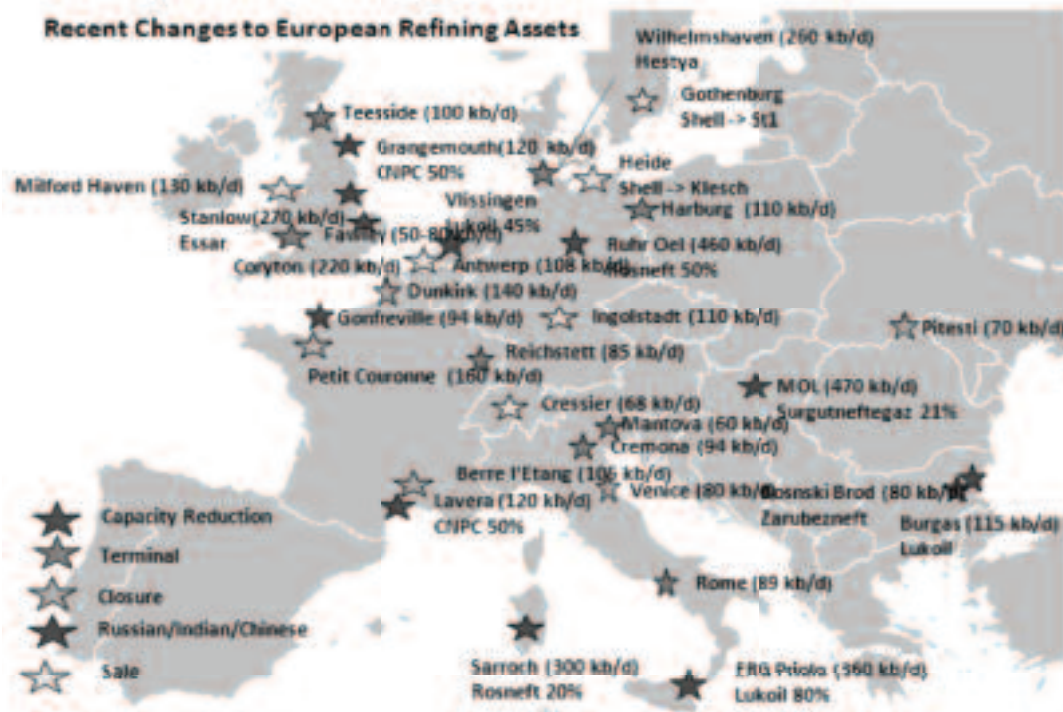 Recent Changes to European Refining Assets
Wilhelmshaven (260 kb/d)
Hestya
Gothenburg
Shell -> St1
Teesside (100 kb/d)
Grangemouth(120 kb/d)
CNPC 50%
Heide
Shell -> Klesch
Milford Haven (130 kb/d)
Vlissingen
Lukoil 45%
Harburg (110 kb/d)
Stanlow(270 kb/d)
Essar
Fawley (50-80 kb/d)
Ruhr Oel (460 kb/d)
Rosneft 50%
Coryton (220 kb/d)
Antwerp (108 kb/d)
Dunkirk (140 kb/d)
Gonfreville (94 kb/d)
Ingolstadt (110 kb/d)
Pitesti (70 kb/d)
Reichstett (85 kb/d)
Petit Couronne (160 kb/d)
MOL (470 kb/d)
Surgutneftegaz 21%
Cressier (68 kb/d)
Mantova (60 kb/d)
Cremona (94 kb/d)
Berre l'Etang (105 kb/d)
Venice (80 kb/d)
Bosnski Brod (80 kb/d)
Zarubezneft
Lavera (120 kb/d)
CNPC 50%
Burgas (115 kb/d)
Lukoil
Capacity Reduction
Terminal
Closure
Russian/Indian/Chinese
Sale
Rome (89 kb/d)
Sarroch (300 kb/d)
Rosneft 20%
ERG Priolo (360 kb/d)
Lukoil 80%